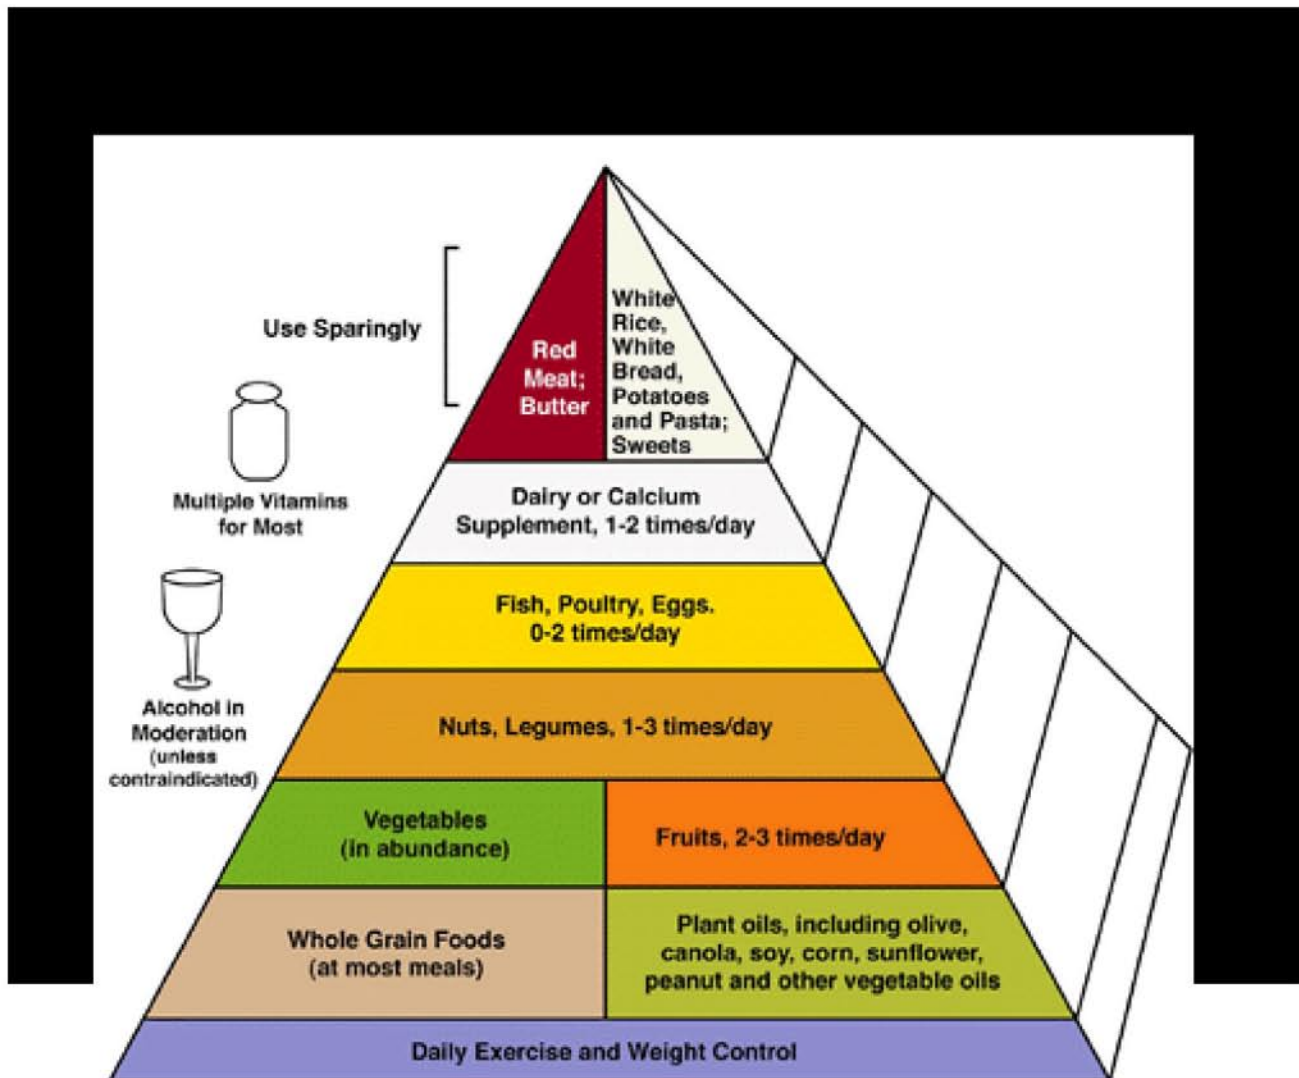 Use Sparingly
Red
Meat;
Butter
White
Rice,
White
Bread,
Potatoes
and Pasta;
Sweets
Multiple Vitamins
for Most
Dairy or Calcium
Supplement, 1-2 times/day
Fish, Poultry, Eggs.
0-2 times/day
Alcohol in
Moderation
(unless
contraindicated)
Nuts, Legumes, 1-3 times/day
Vegetables
(in abundance)
Fruits, 2-3 times/day
Whole Grain Foods
(at most meals)
Plant oils, including olive,
canola, soy, corn, sunflower,
peanut and other vegetable oils
Daily Exercise and Weight Control